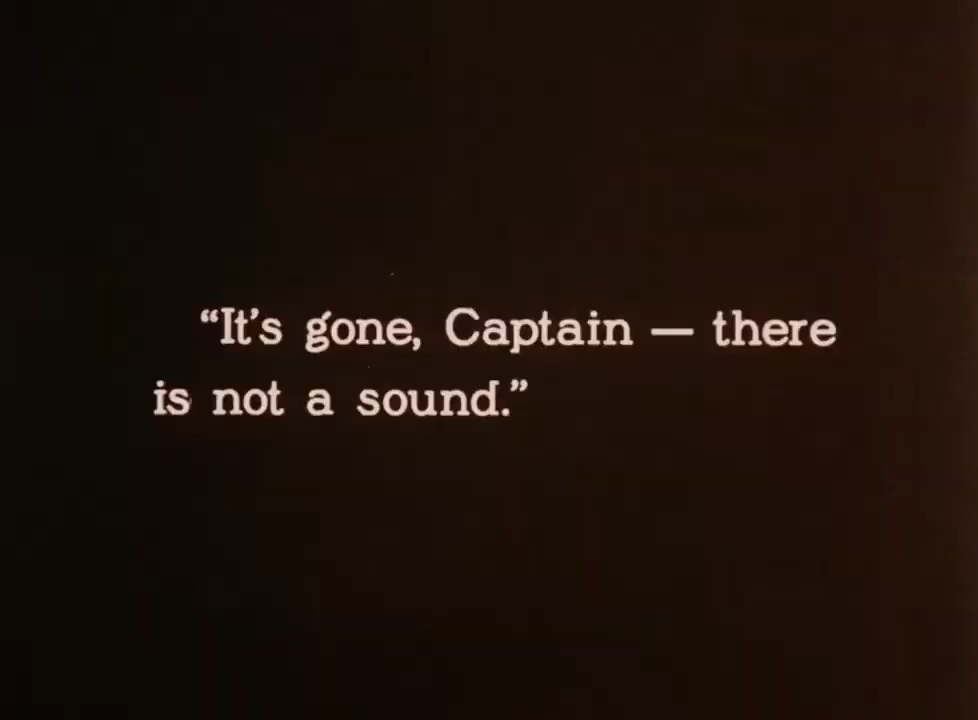 “It’s gone, Captain — there
is not a sound.”